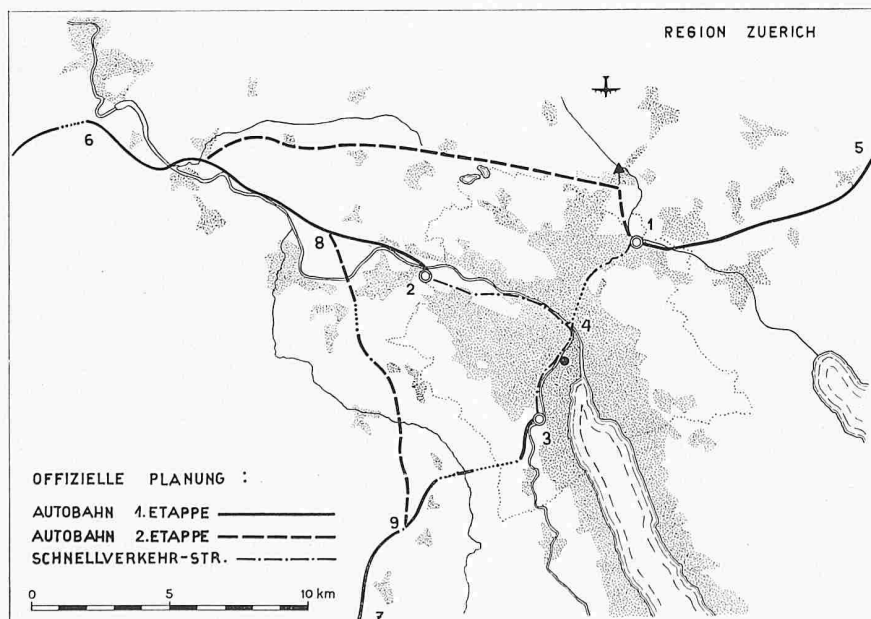 REGION ZUERICH
5
6
1
8
2
4
3
OFFIZIELLE PLANUNG :
AUTOBAHN 1.ETAPPE
AUTOBAHN 2.ETAPPE
9
SCHNELLVERKEHR-STR.
0 5 10 km
7